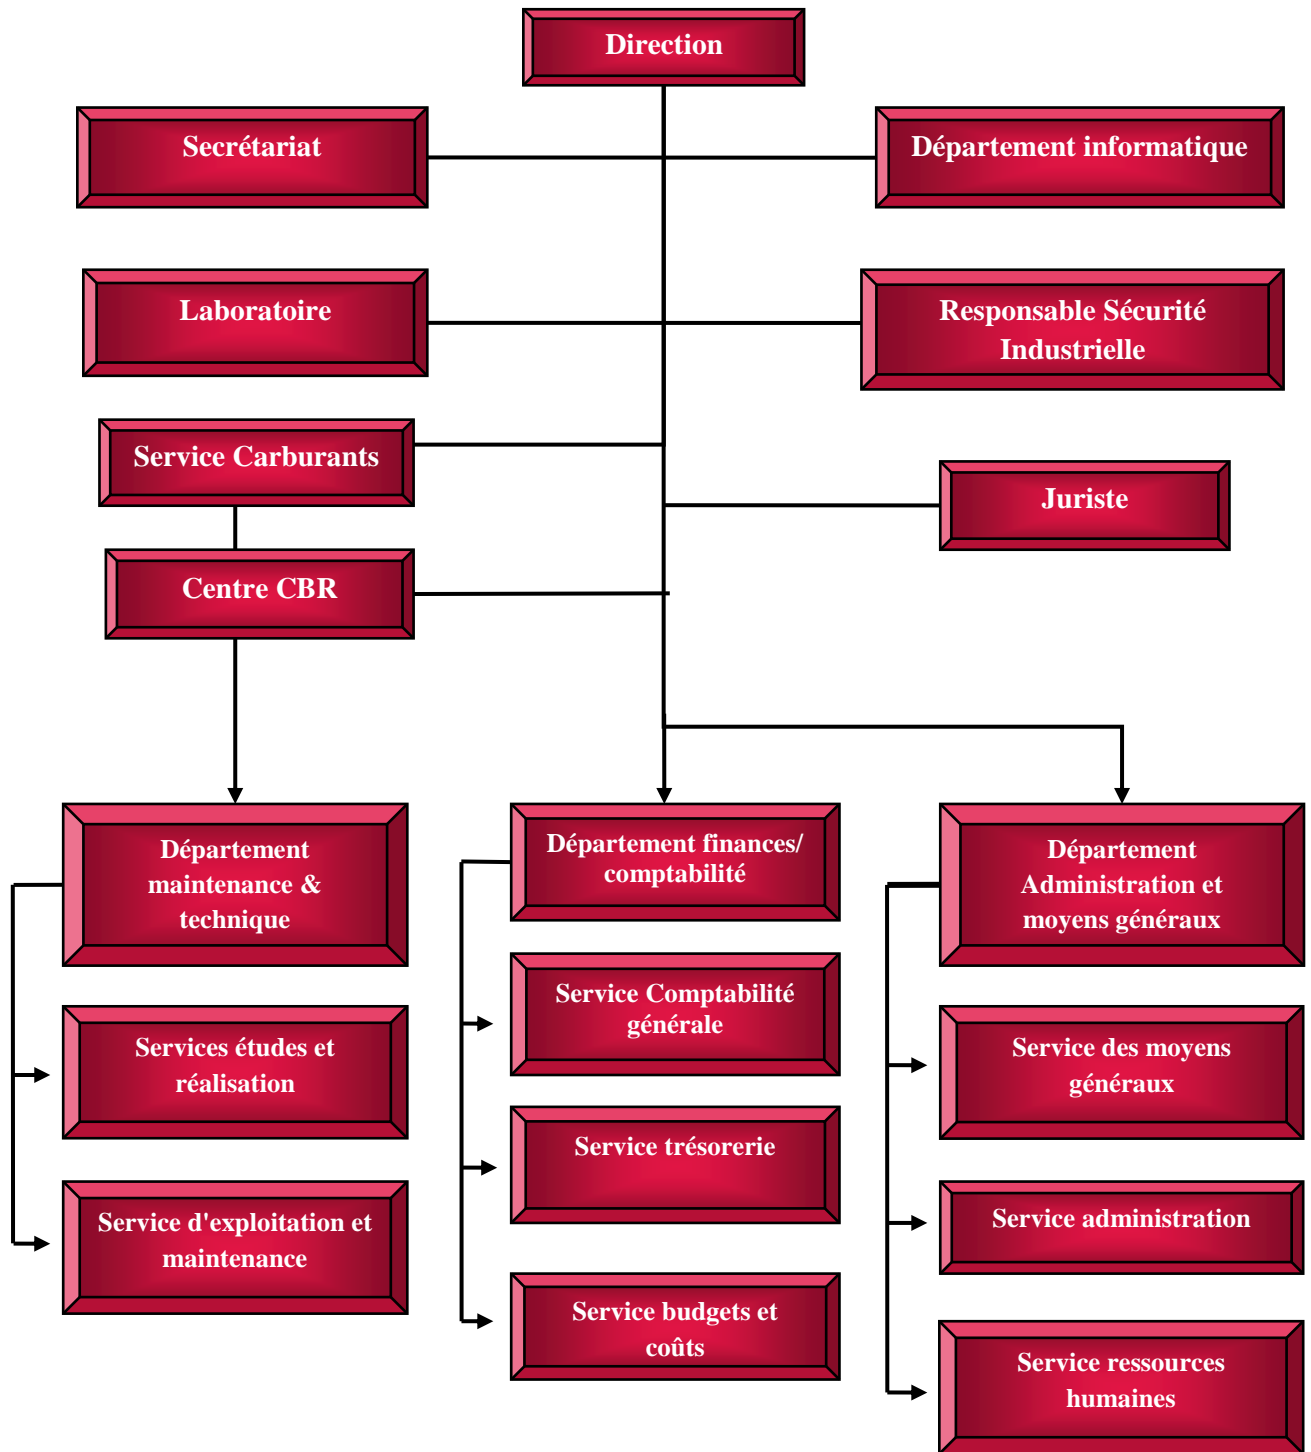 Direction
Secrétariat
Département informatique
Laboratoire
Responsable Sécurité
Industrielle
Service Carburants
Juriste
Centre CBR
Département
maintenance &
technique
Département finances/
comptabilité
Département
Administration et
moyens généraux
Service Comptabilité
générale
Services études et
réalisation
Service des moyens
généraux
Service trésorerie
Service d'exploitation et
maintenance
Service administration
Service budgets et
coûts
Service ressources
humaines